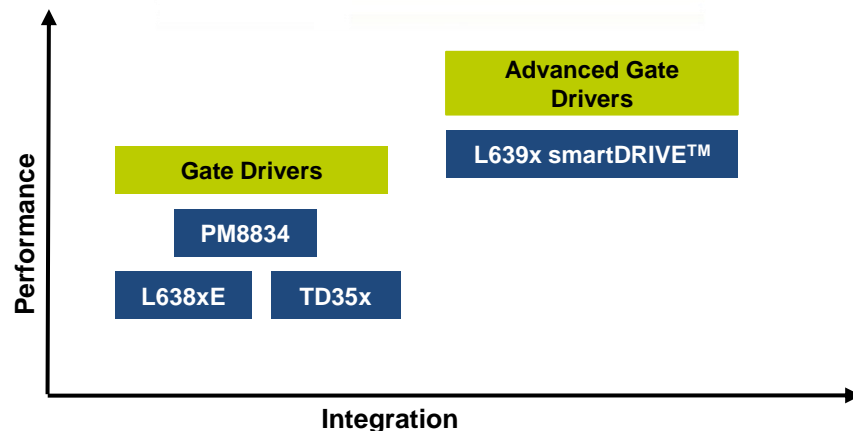 Performance
Advanced Gate
Drivers
L639x smartDRIVE™
Gate Drivers
PM8834
L638xE
TD35x
Integration